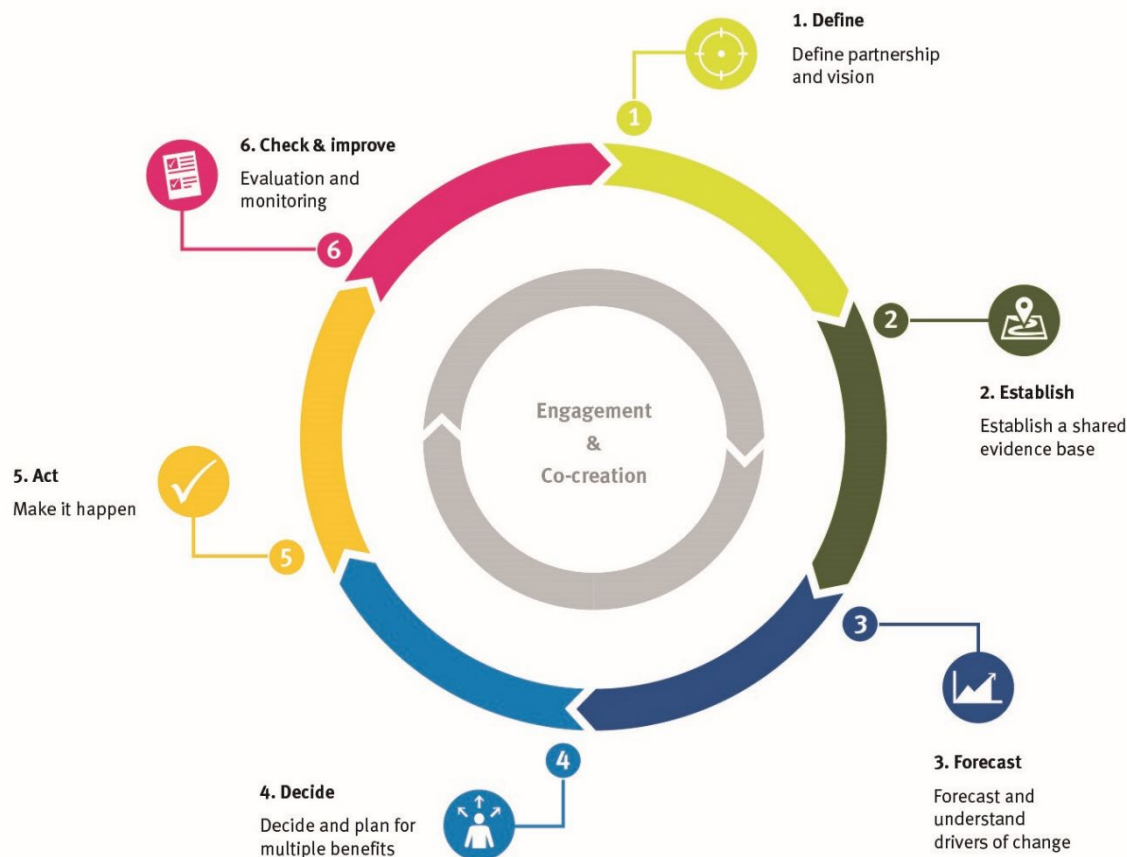 1. Define
Define partnership
and vision
1
6. Check & improve
Evaluation and
monitoring
6
2
2. Establish
Establish a shared
evidence base
Engagement
&
Co-creation
5. Act
Make it happen
5
3
3. Forecast
Forecast and
understand
drivers of change
4
4. Decide
Decide and plan for
multiple benefits